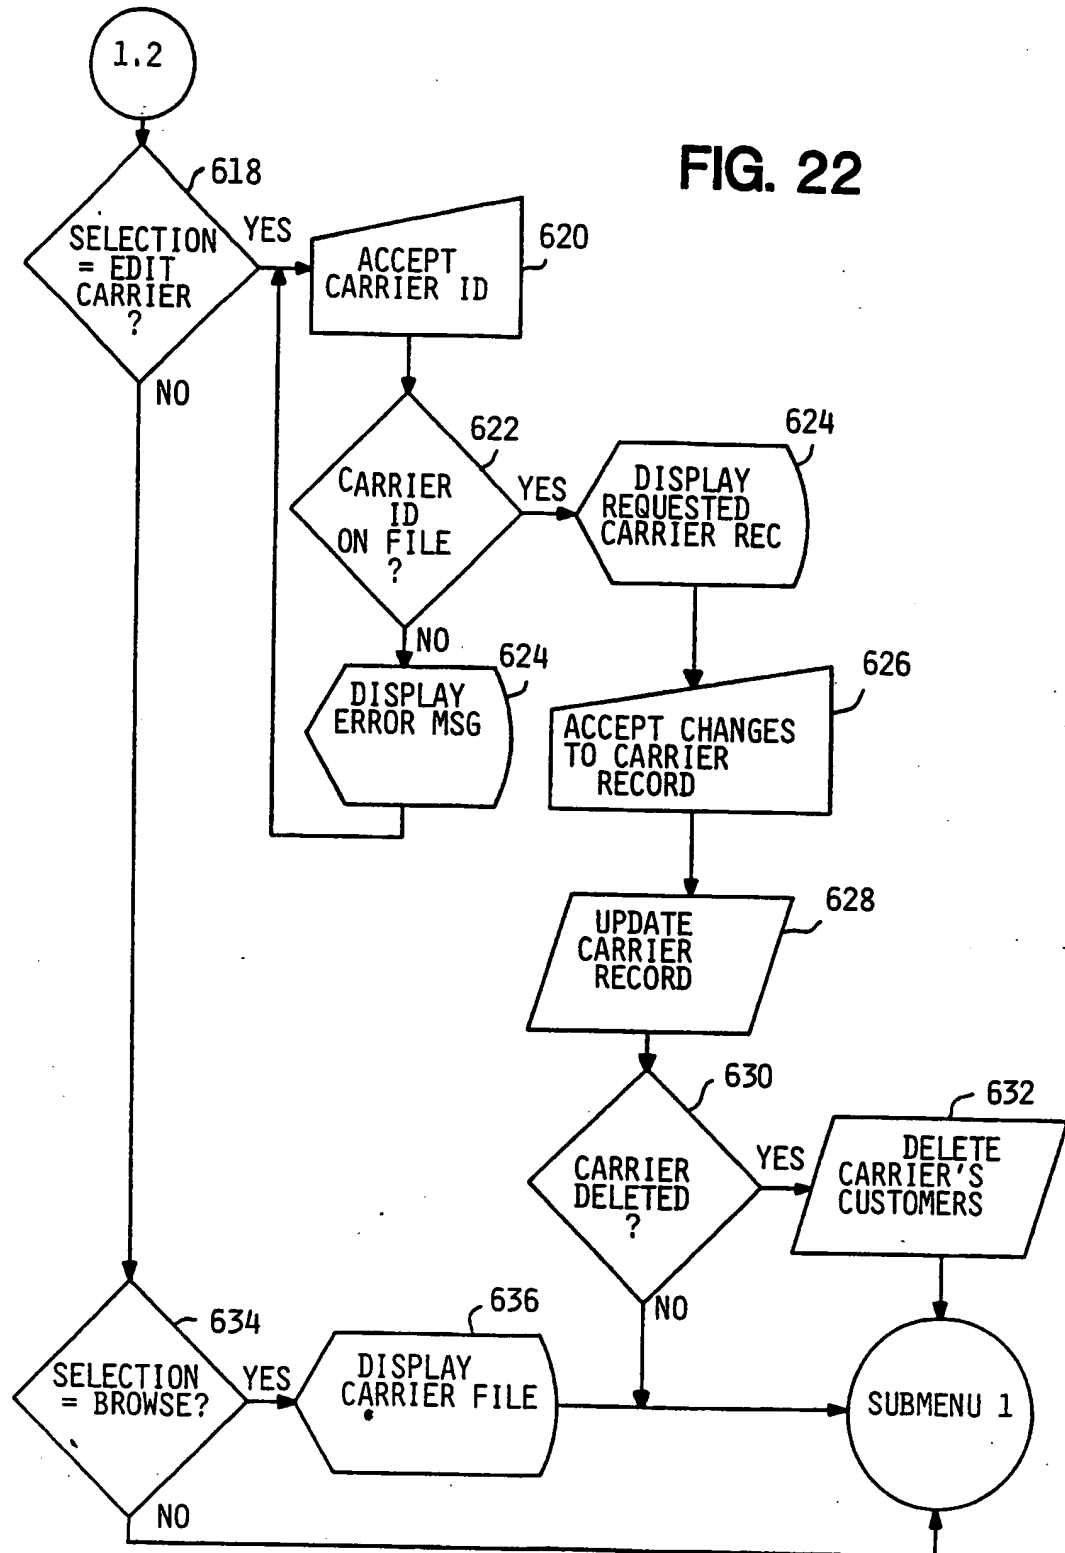 1.2
FIG. 22
618
SELECTION
= EDIT
CARRIER
?
YES
NO
620
ACCEPT
CARRIER ID
622
CARRIER
ID
ON FILE
?
YES
NO
624
DISPLAY
REQUESTED
CARRIER REC
624
DISPLAY
ERROR MSG
626
ACCEPT CHANGES
TO CARRIER
RECORD
628
UPDATE
CARRIER
RECORD
630
CARRIER
DELETED
?
YES
NO
632
DELETE
CARRIER'S
CUSTOMERS
634
SELECTION
= BROWSE?
YES
NO
636
DISPLAY
CARRIER FILE
SUBMENU 1